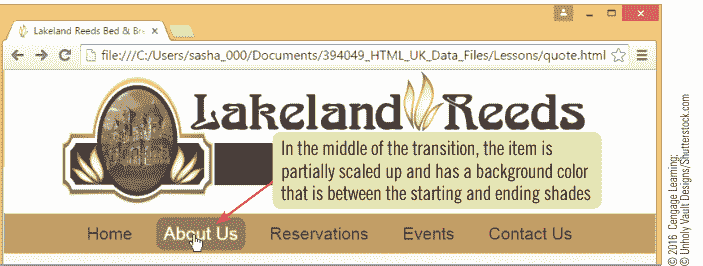 Lakeland Reeds Bed & Bre
file:///C:/Users/sasha_000/Documents/394049_HTML_UK_Data_Files/Lessons/quote.html
Lakeland Reeds
In the middle of the transition, the item is
partially scaled up and has a background color
that is between the starting and ending shades
Home About Us Reservations Events Contact Us
© 2016 Cengage Learning;
© Unholy Vault Designs/Shutterstock.com